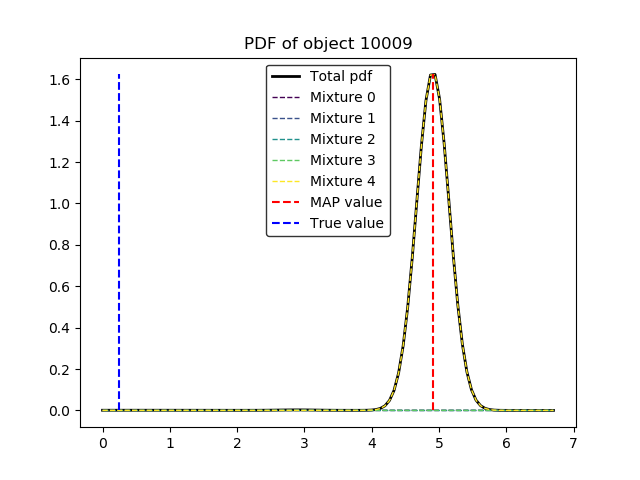 PDF of object 10009
Total pdf
Mixture 0
Mixture 1
Mixture 2
Mixture 3
Mixture 4
MAP value
True value
1.6
1.4
1.2
1.0
0.8
0.6
0.4
0.2
0.0
0 1 2 3 4 5 6 7